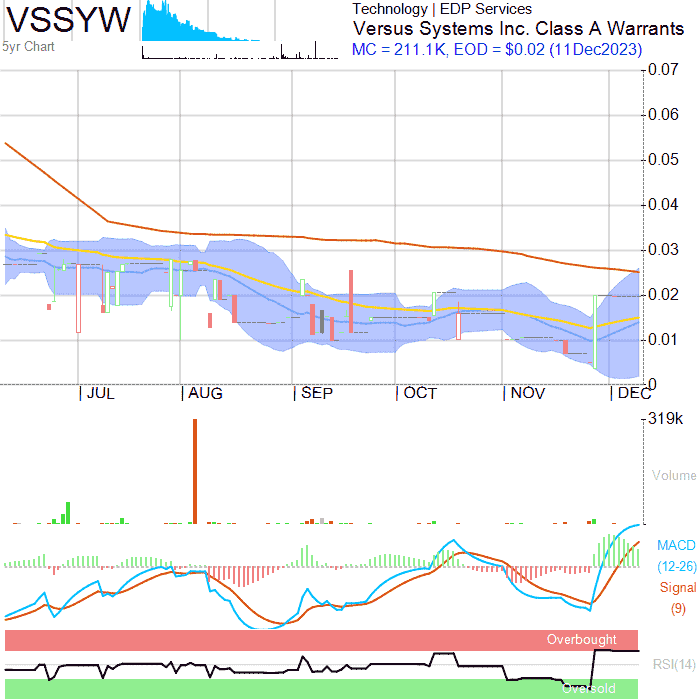 VSSYW
5yr Chart
Technology | EDP Services
Versus Systems Inc. Class A Warrants
MC = 211.1K, EOD = $0.02 (11Dec2023)
0.07
0.06
0.05
0.04
0.03
0.02
0.01
0
JUL AUG SEP OCT NOV DEC
319k
Volume
MACD
(12-26)
Signal
(9)
Overbought
RSI(14)
Oversold